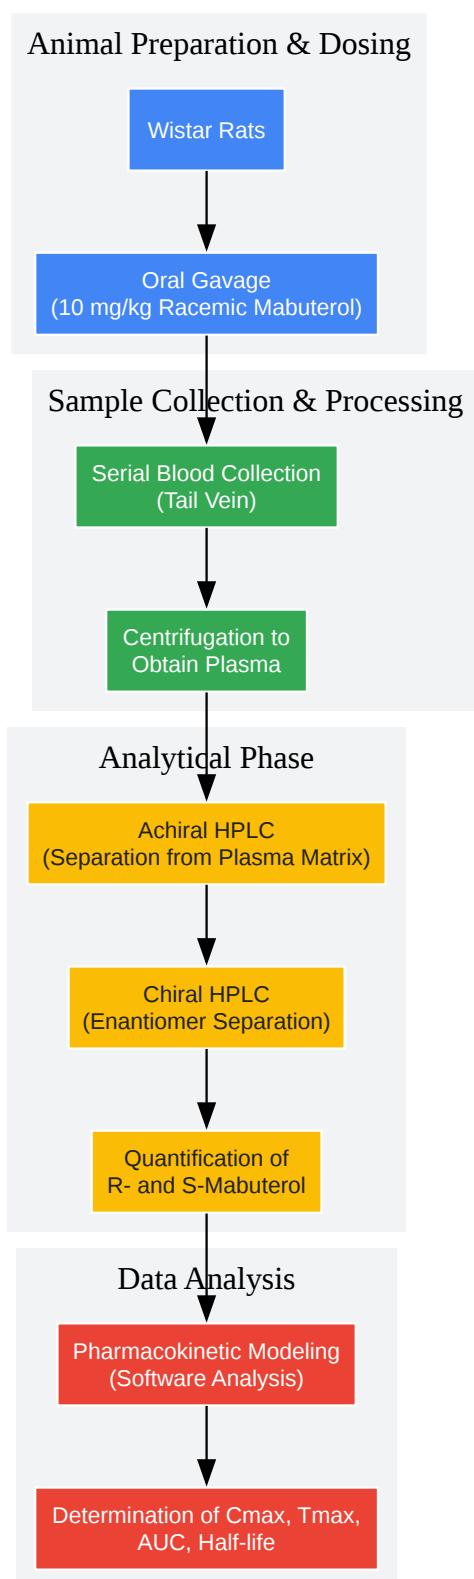 Animal Preparation & Dosing
Wistar Rats
Oral Gavage
(10 mg/kg Racemic Mabuterol)
Sample Collection & Processing
Serial Blood Collection
(Tail Vein)
Centrifugation to
Obtain Plasma
Analytical Phase
Achiral HPLC
(Separation from Plasma Matrix)
Chiral HPLC
(Enantiomer Separation)
Quantification of
R- and S-Mabuterol
Data Analysis
Pharmacokinetic Modeling
(Software Analysis)
Determination of Cmax, Tmax,
AUC, Half-life